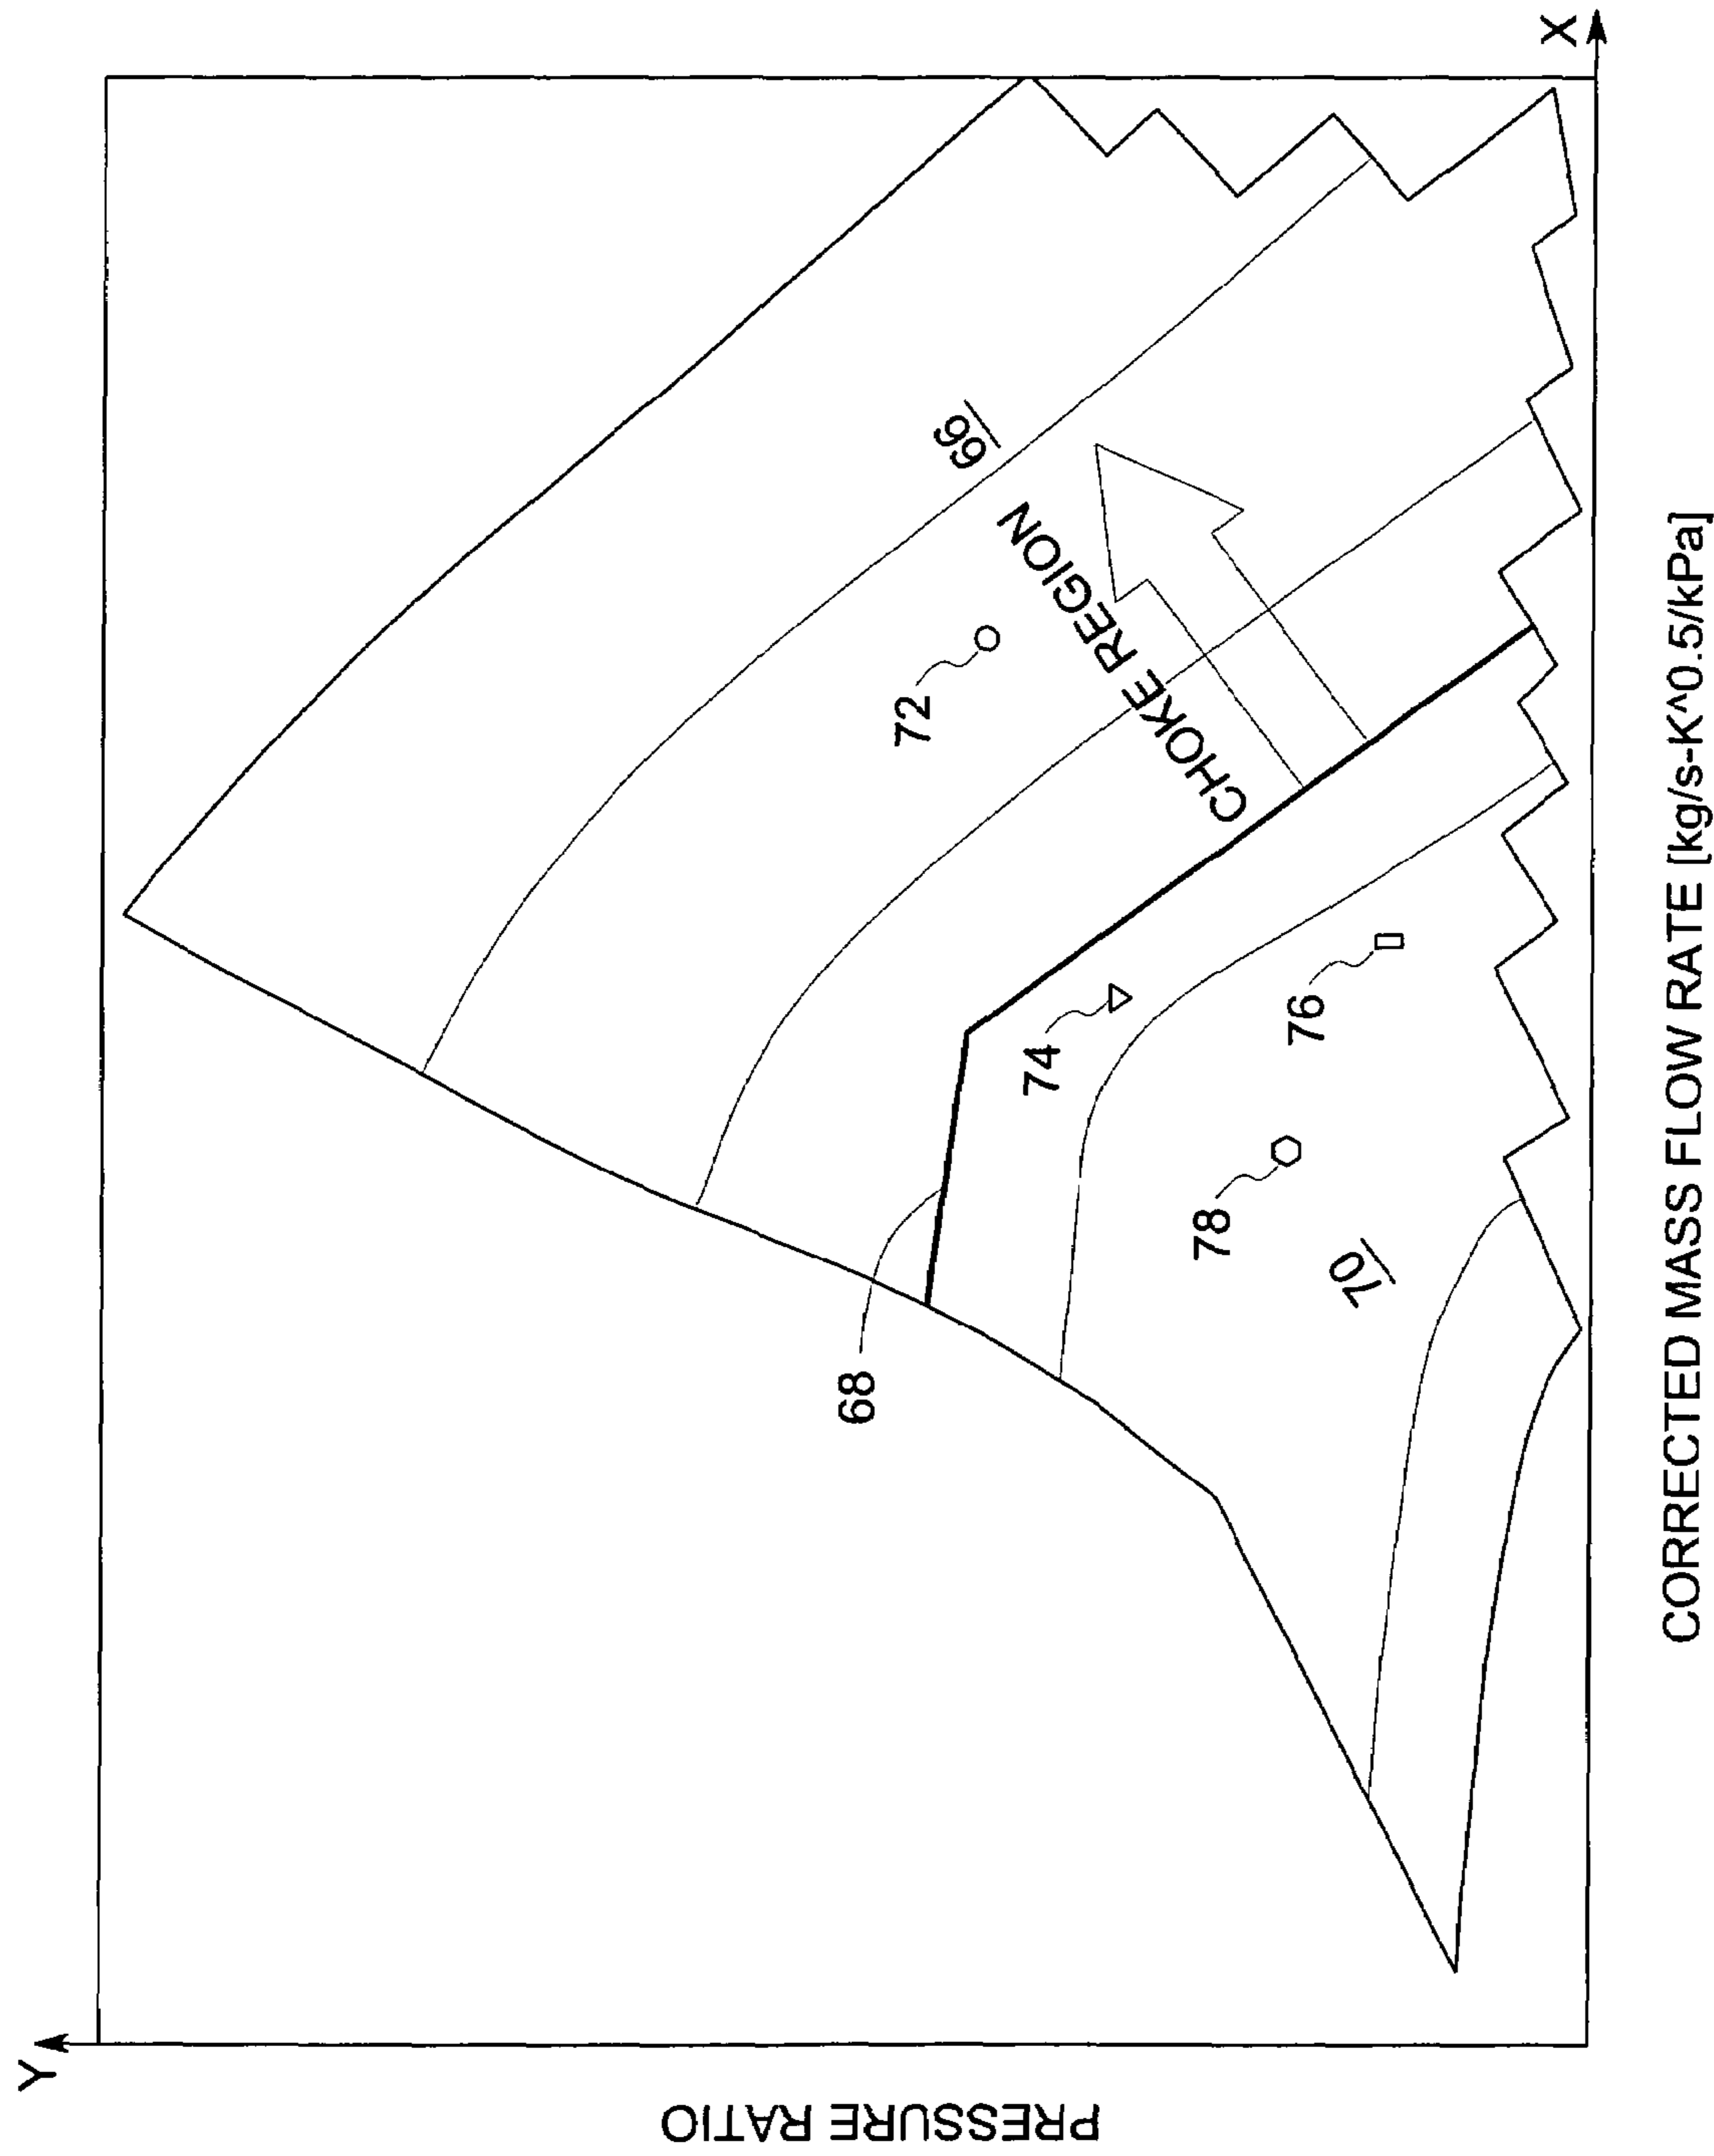 Y
PRESSURE RATIO
68
72
66
CHOKE REGION
74
78
76
70
X
CORRECTED MASS FLOW RATE [kg/s-K^0.5/kPa]